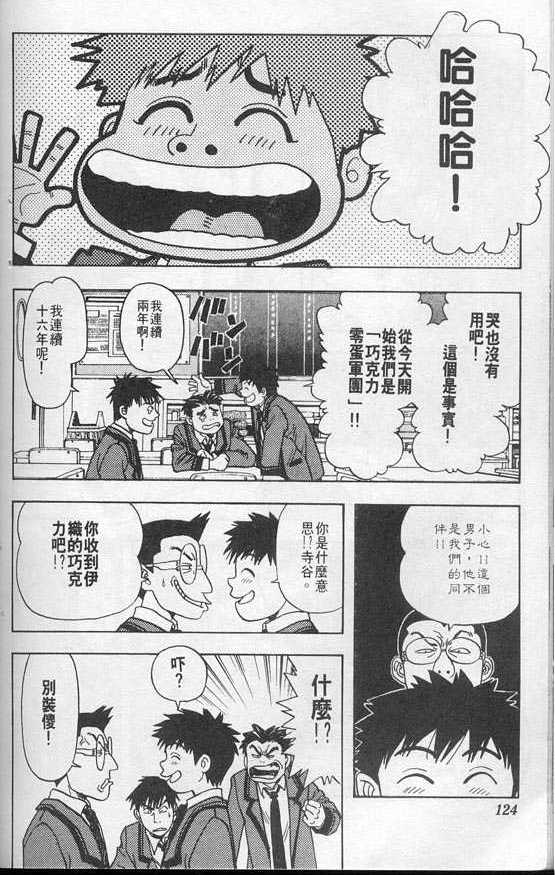 哈哈哈！
哭也沒有
用吧！
這個是事實！
從今天開
始我們是
「巧克力
零蛋軍團」!!
我連續
兩年啊！
我連續
十六年呢！
小心!!這個
男子，他不
是我們的同
伴!!
你是什麼意
思!?寺谷。
你收到伊
織的巧克
力吧!?
什麼!?
吓？
別裝傻！
124